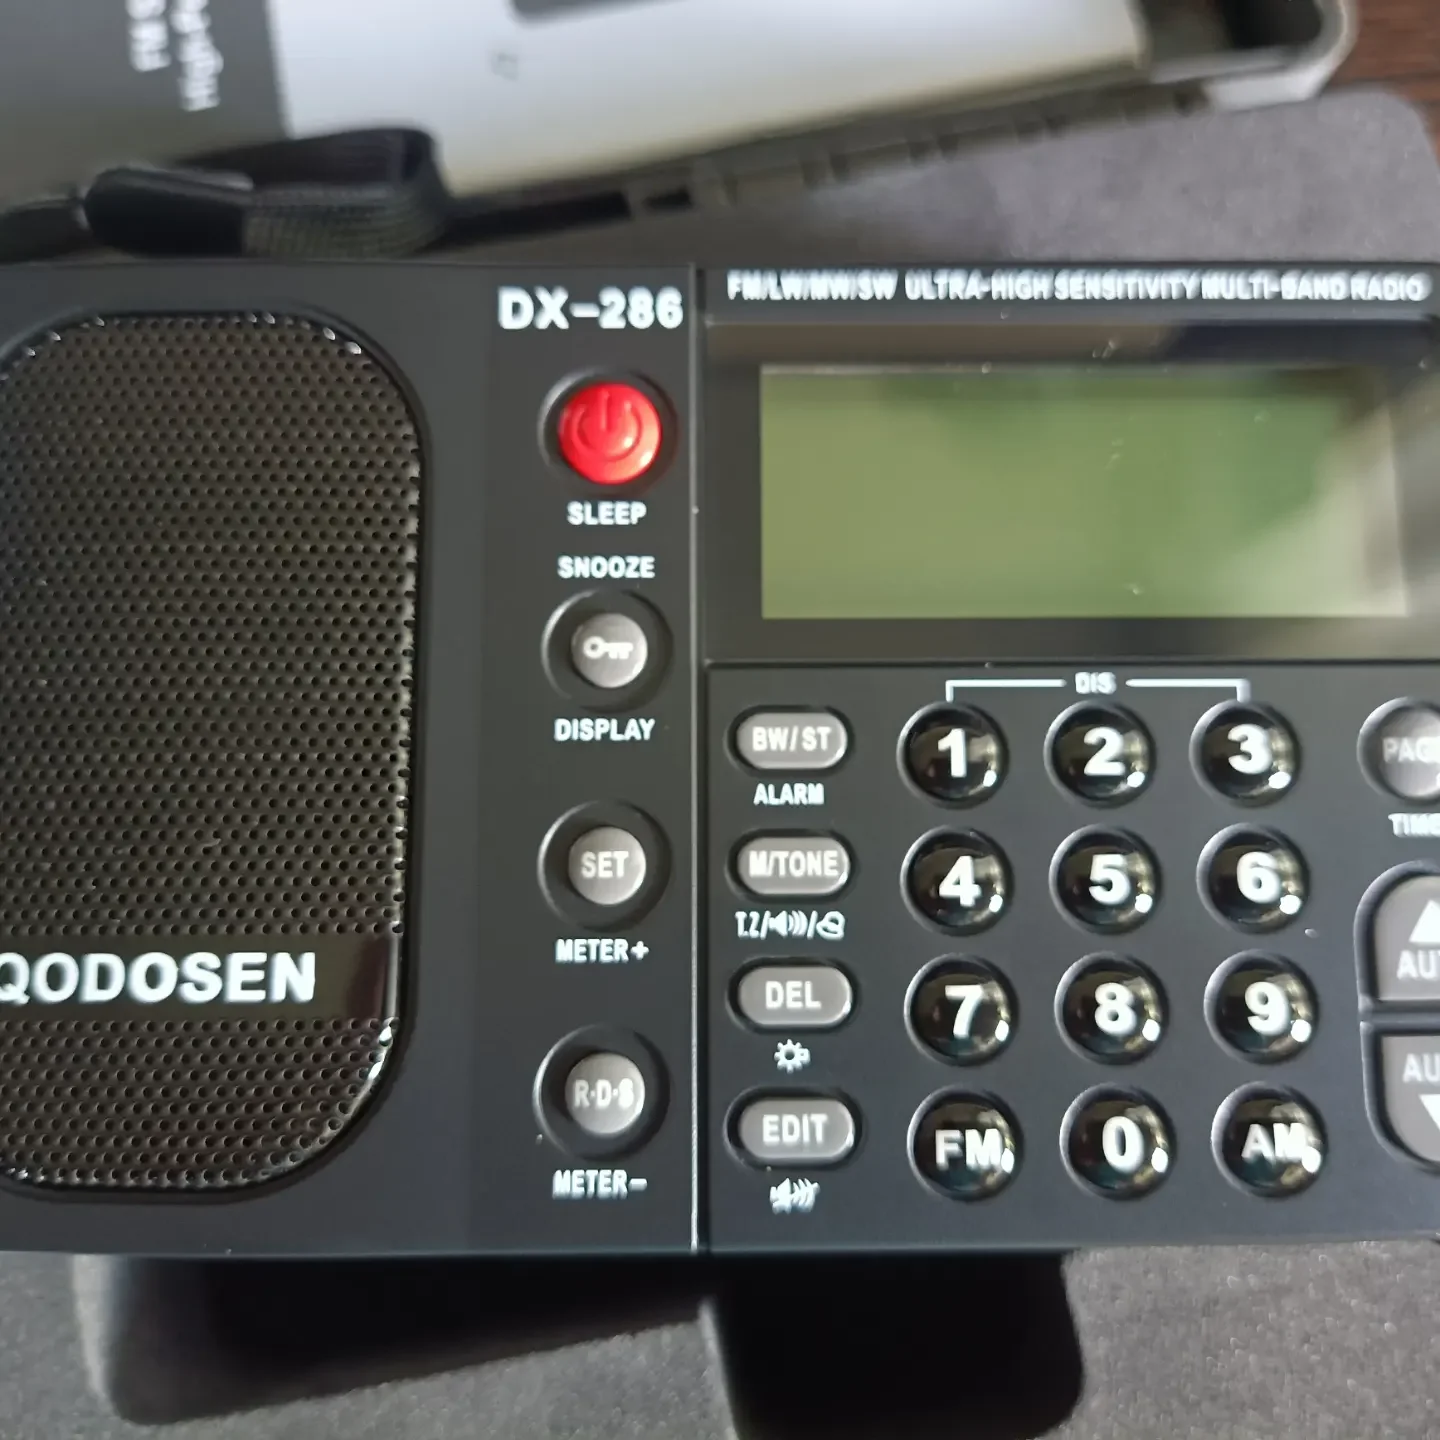 DX-286
FM/LW/MW/SW ULTRA-HIGH SENSITIVITY MULTI-BAND RADIO
SLEEP
SNOOZE
DISPLAY
SET
METER+
R·D·S
METER-
QODOSEN
DIS
BW/ST
1
2
3
ALARM
M/TONE
4
5
6
T.Z/
DEL
7
8
9
EDIT
FM
0
AM